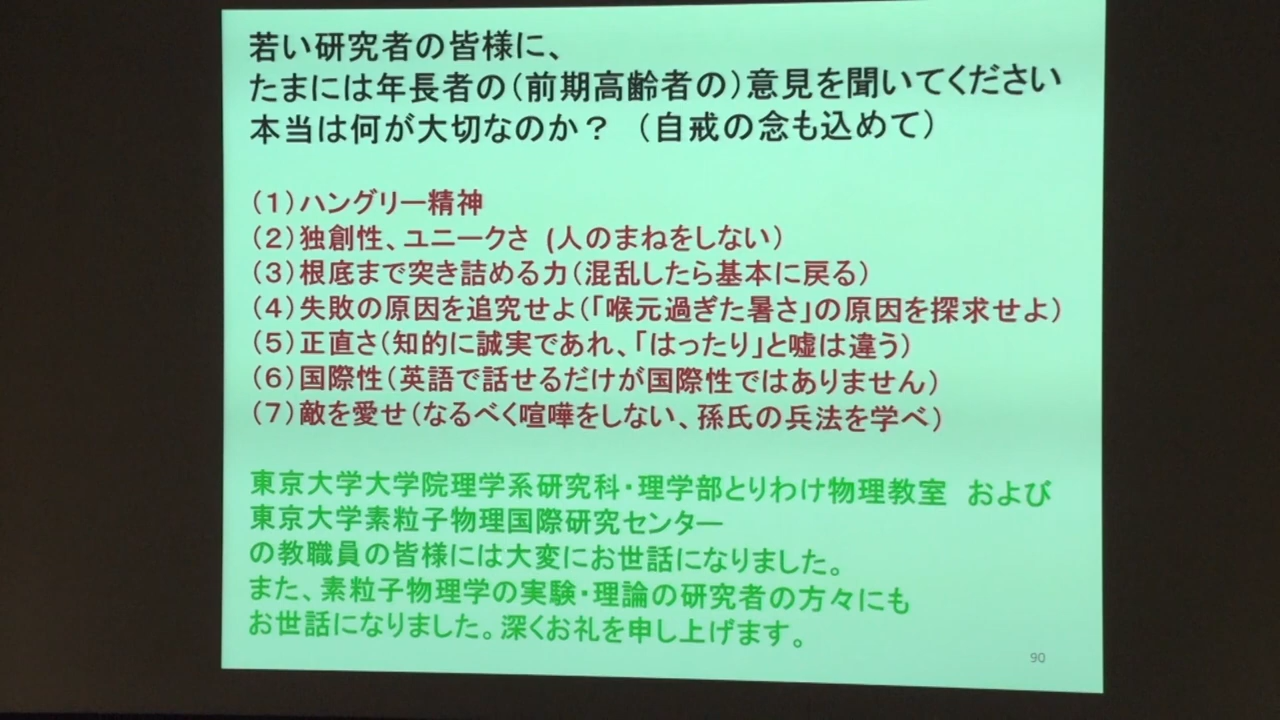 若い研究者の皆様に、
たまには年長者の（前期高齢者の）意見を聞いてください
本当は何が大切なのか？　（自戒の念も込めて）
（１）ハングリー精神
（２）独創性、ユニークさ (人のまねをしない）
（３）根底まで突き詰める力（混乱したら基本に戻る）
（４）失敗の原因を追究せよ（「喉元過ぎた暑さ」の原因を探求せよ）
（５）正直さ（知的に誠実であれ、「はったり」と嘘は違う）
（６）国際性（英語で話せるだけが国際性ではありません）
（７）敵を愛せ（なるべく喧嘩をしない、孫氏の兵法を学べ）
東京大学大学院理学系研究科・理学部とりわけ物理教室　および
東京大学素粒子物理国際研究センター
の教職員の皆様には大変にお世話になりました。
また、素粒子物理学の実験・理論の研究者の方々にも
お世話になりました。深くお礼を申し上げます。
90